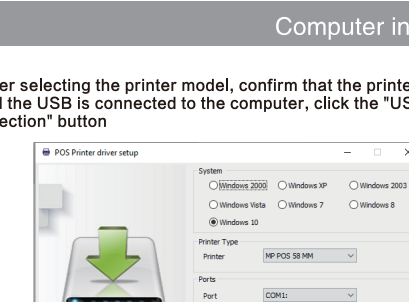 Computer in
er selecting the printer model, confirm that the printe
the USB is connected to the computer, click the "US
ection" button
POS Printer driver setup
System
Windows 2000 Windows XP Windows 2003
Windows Vista Windows 7 Windows 8
Windows 10
Printer Type
Printer MP POS 58 MM
Ports
Port COM1: